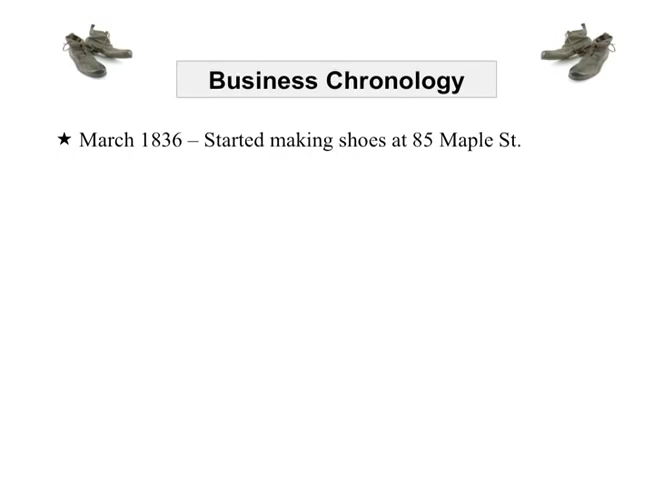 Business Chronology
★ March 1836 – Started making shoes at 85 Maple St.